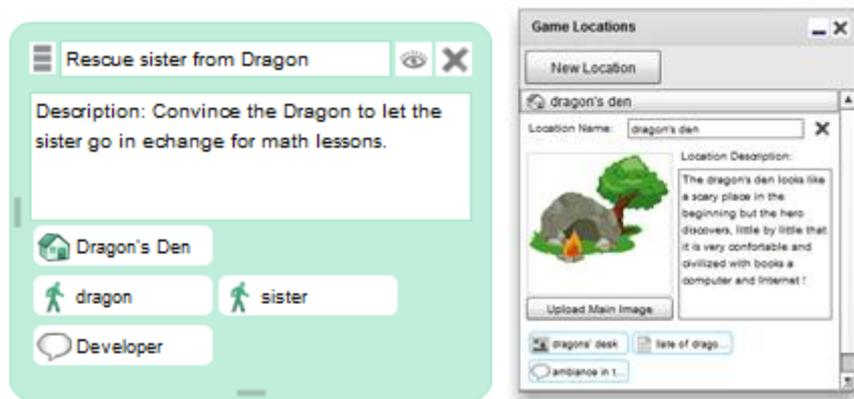 Rescue sister from Dragon
Description: Convince the Dragon to let the
sister go in echange for math lessons.
Dragon's Den
dragon
sister
Developer
Game Locations
New Location
dragon's den
Location Name:
dragon's den
Location Description:
The dragon's den looks like
a scary place in the
beginning but the hero
discovers, little by little that
it is very confortable and
civilized with books a
computer and Internet !
Upload Main Image
dragons' desk
liste of drago...
ambiance in t...